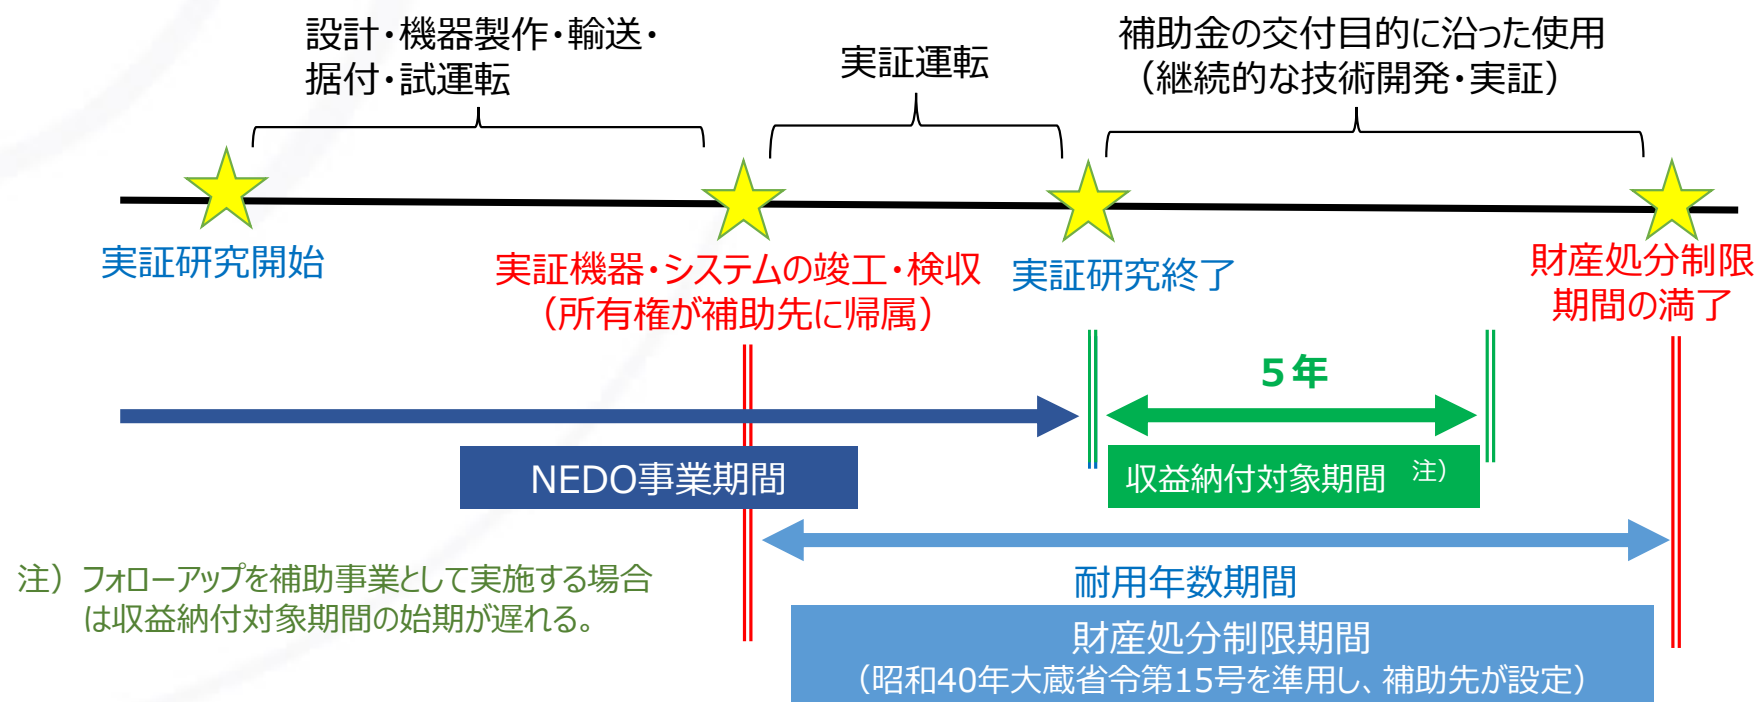 設計・機器製作・輸送・
据付・試運転
実証運転
補助金の交付目的に沿った使用
（継続的な技術開発・実証）
実証研究開始
実証機器・システムの竣工・検収
（所有権が補助先に帰属）
実証研究終了
財産処分制限
期間の満了
５年
NEDO事業期間
収益納付対象期間 注）
注）フォローアップを補助事業として実施する場合
は収益納付対象期間の始期が遅れる。
耐用年数期間
財産処分制限期間
（昭和40年大蔵省令第15号を準用し、補助先が設定）